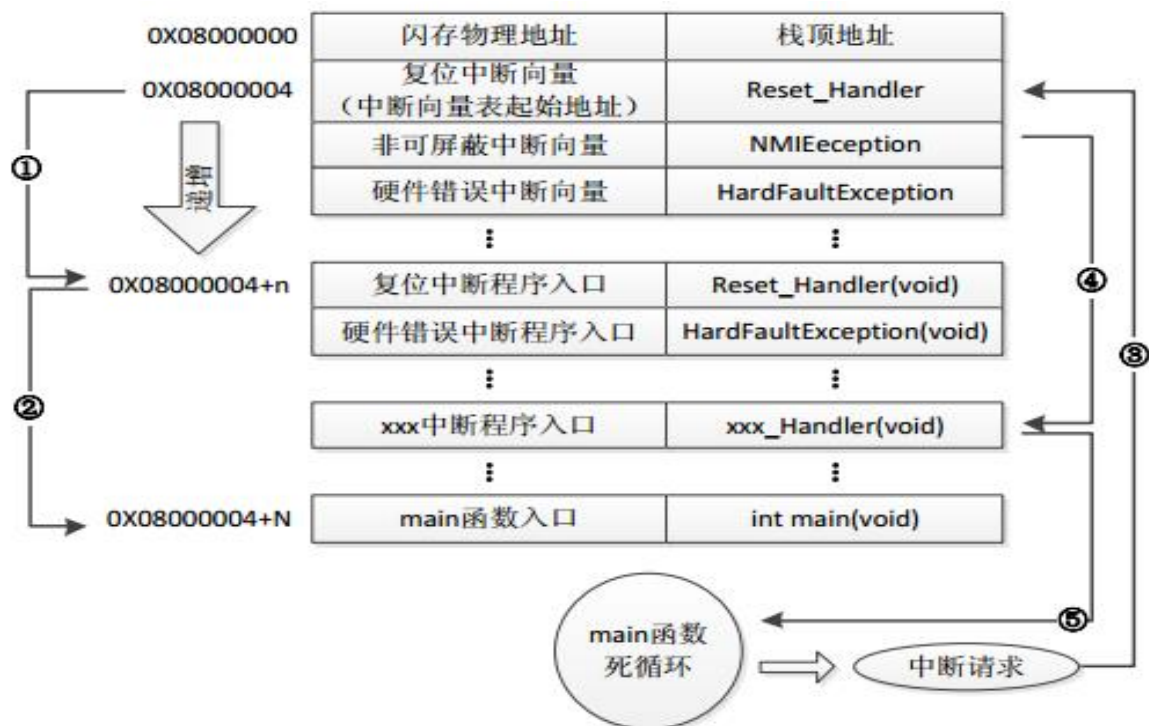 0X08000000 闪存物理地址 栈顶地址
0X08000004 复位中断向量
（中断向量表起始地址） Reset_Handler
非可屏蔽中断向量 NMIEeception
① 递增 硬件错误中断向量 HardFaultException
⋮ ⋮
0X08000004+n 复位中断程序入口 Reset_Handler(void)
④
硬件错误中断程序入口 HardFaultException(void)
③
⋮ ⋮
② xxx中断程序入口 xxx_Handler(void)
⋮ ⋮
0X08000004+N main函数入口 int main(void)
⑤
main函数
死循环
中断请求